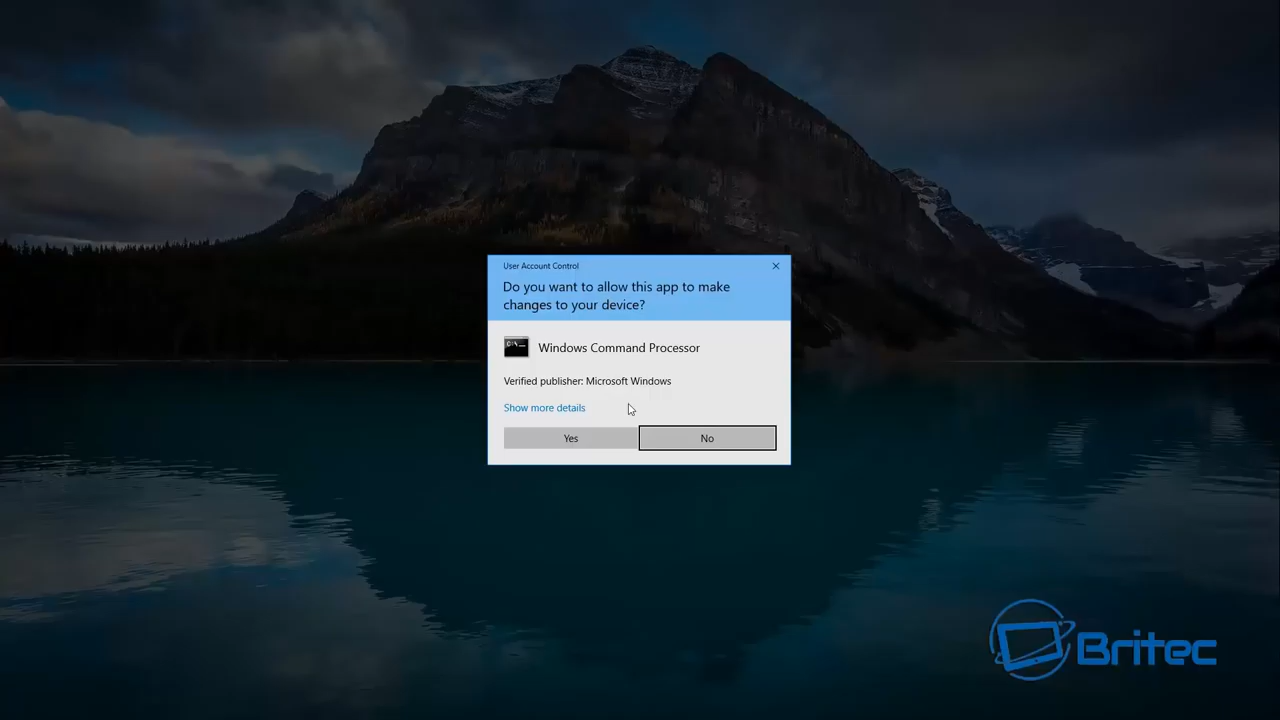 User Account Control
Do you want to allow this app to make
changes to your device?
Windows Command Processor
Verified publisher: Microsoft Windows
Show more details
Yes No
Britec